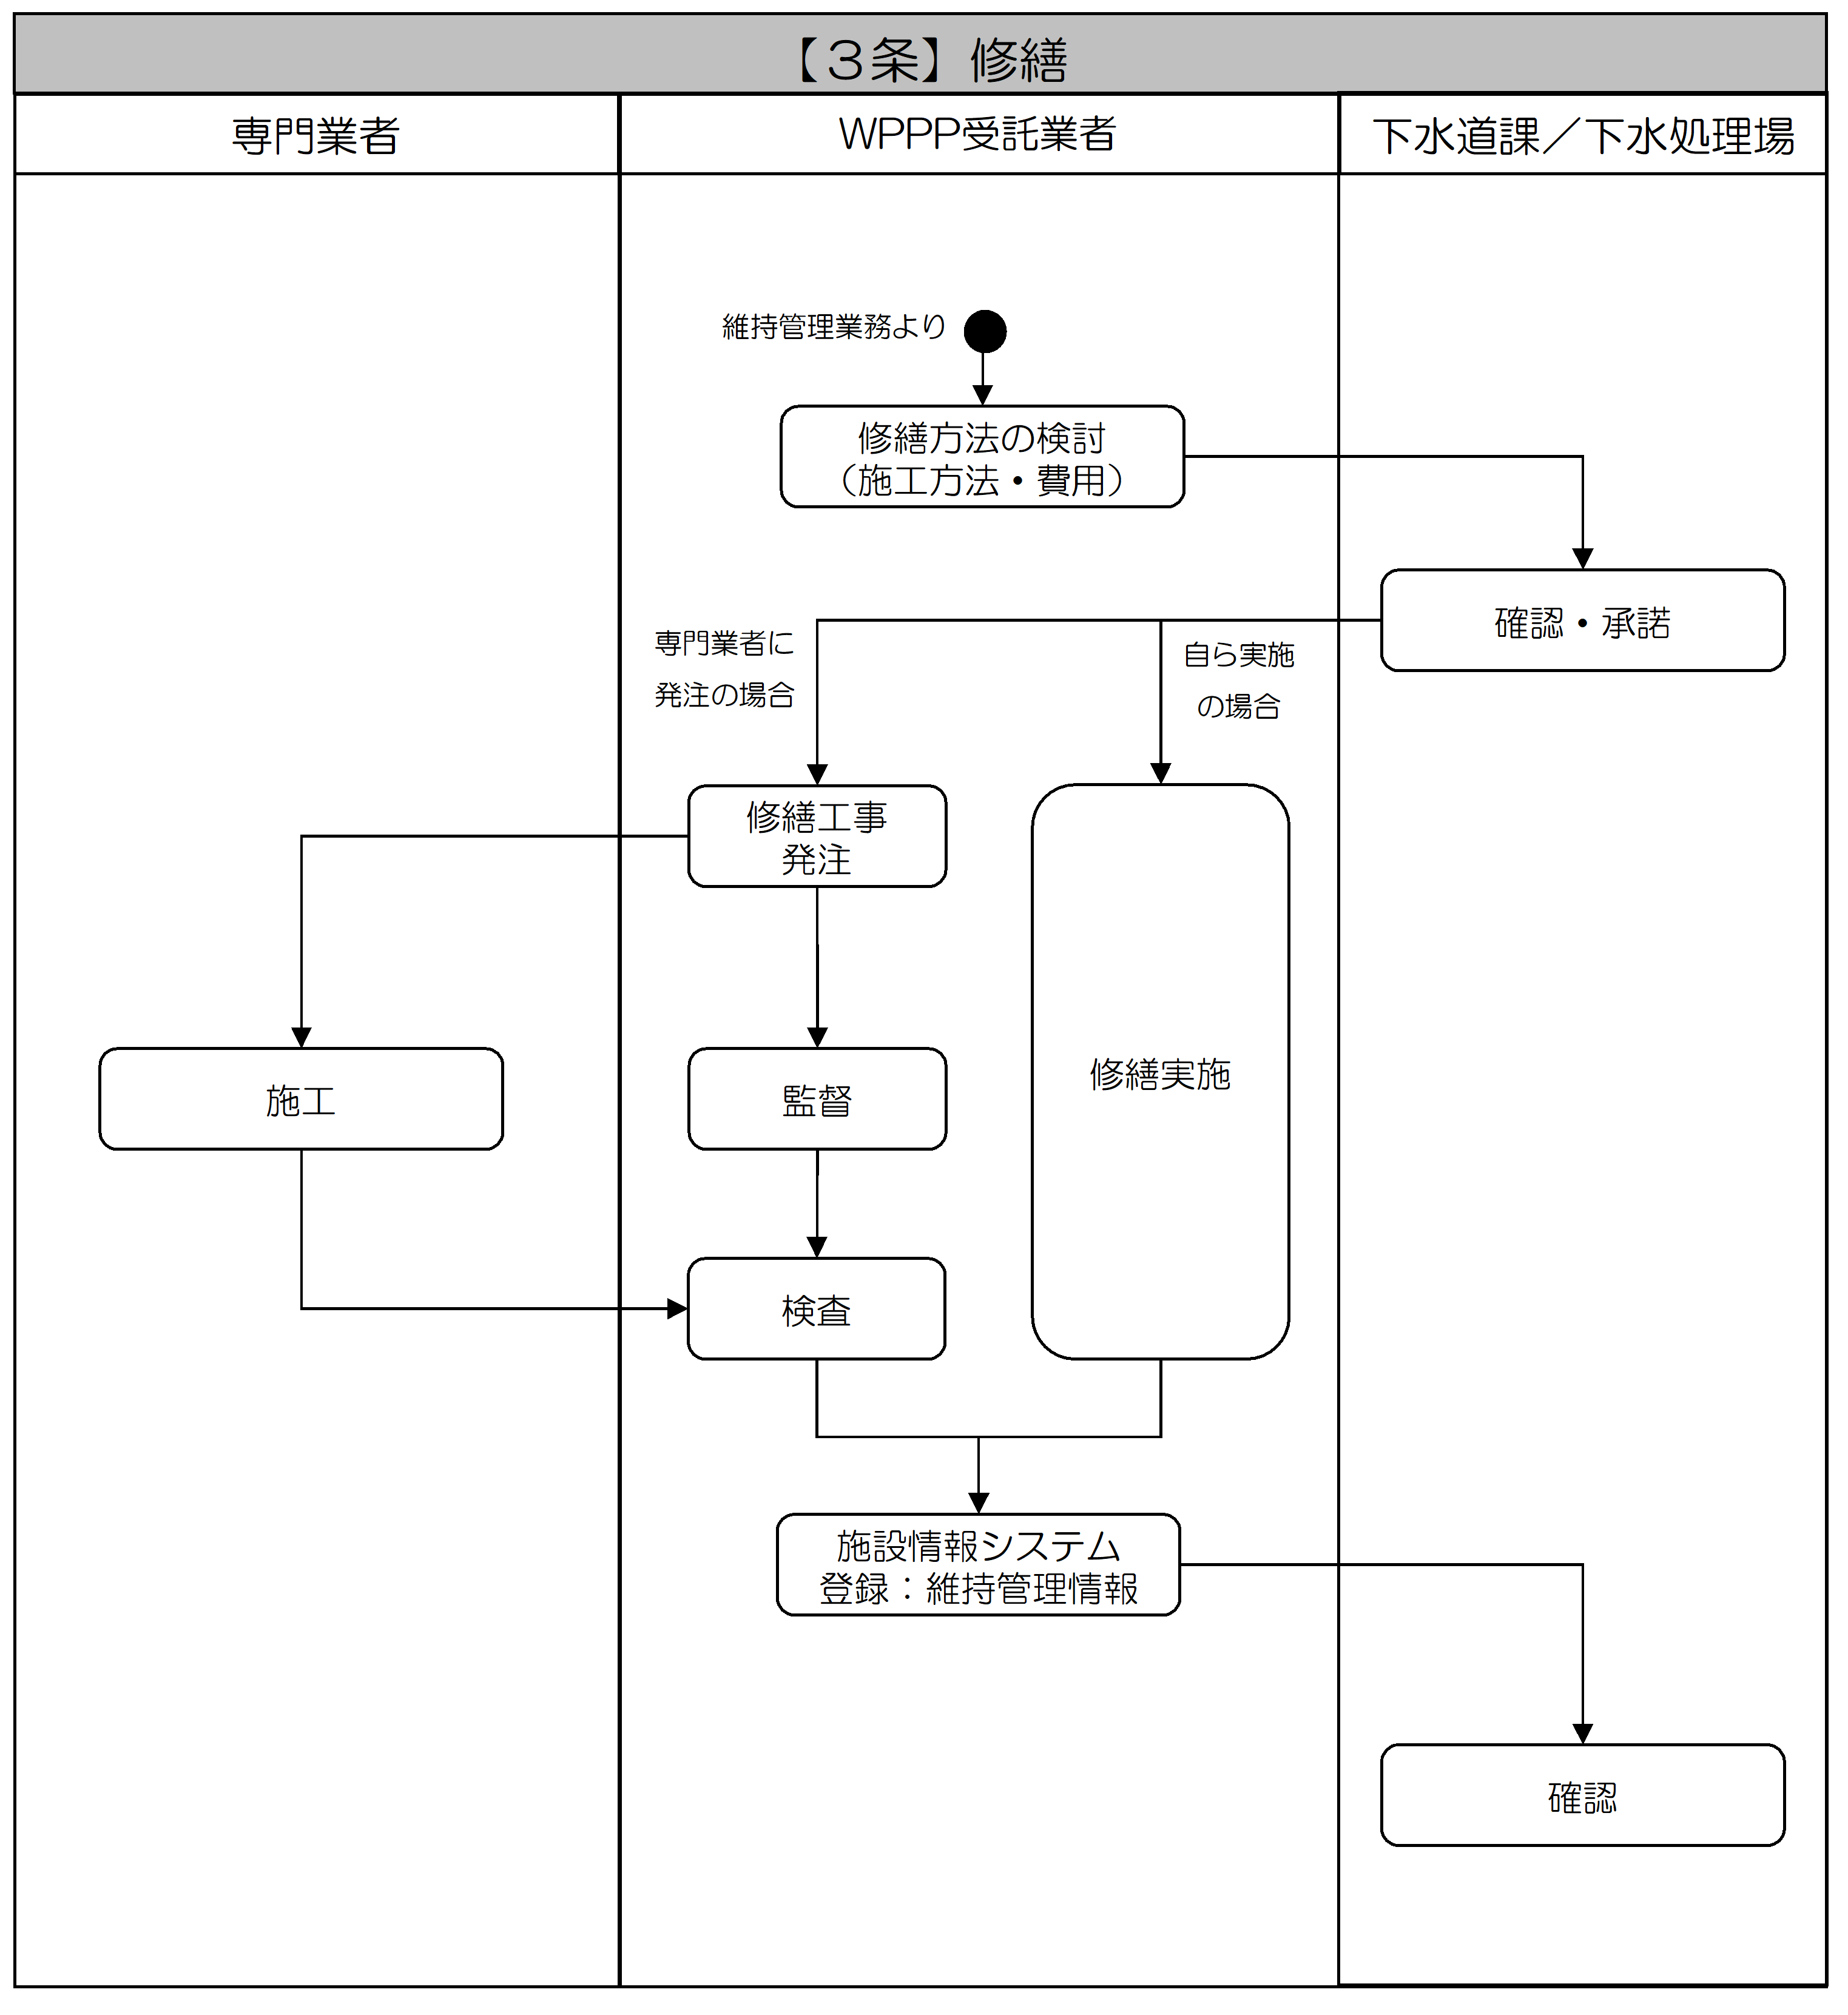 【３条】修繕
専門業者
WPPP受託業者
下水道課／下水処理場
維持管理業務より
修繕方法の検討
（施工方法・費用）
確認・承諾
専門業者に
発注の場合
自ら実施
の場合
修繕工事
発注
施工
監督
修繕実施
検査
施設情報システム
登録：維持管理情報
確認